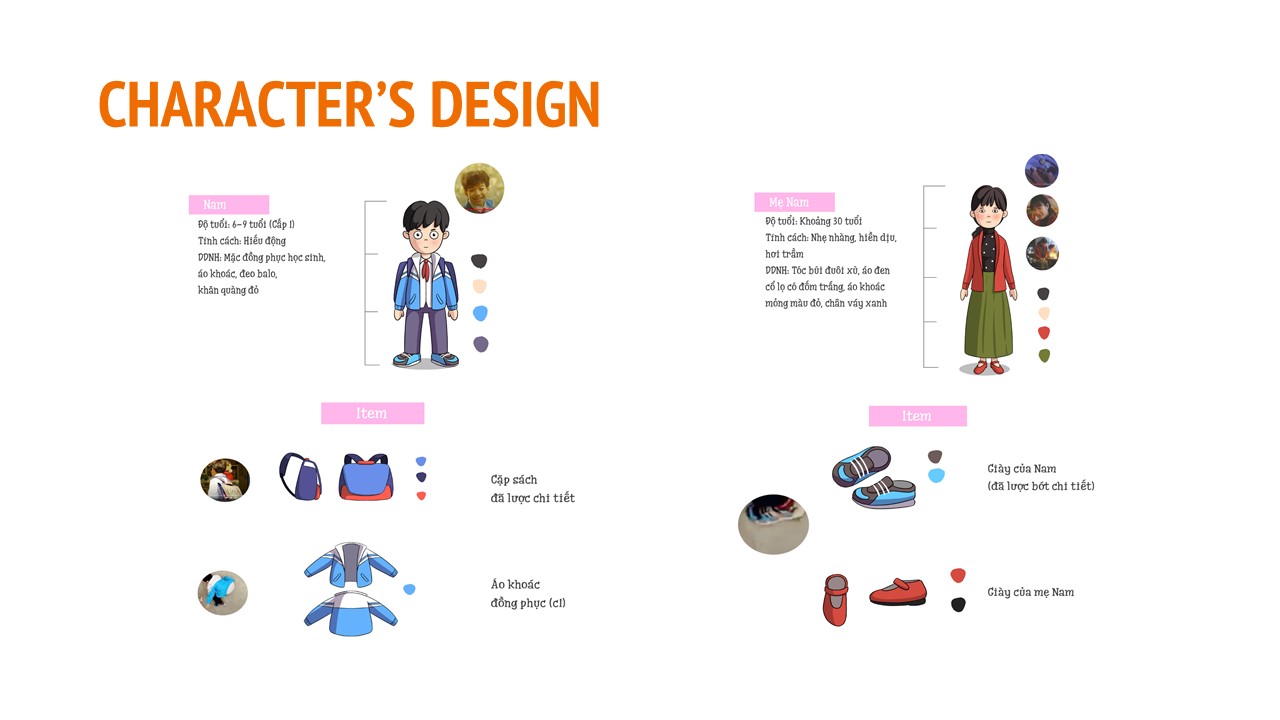 CHARACTER'S DESIGN
Nam
Độ tuổi: 6-9 tuổi (Cấp 1)
Tính cách: Hiếu động
DDNH: Mặc đồng phục học sinh,
áo khoác, đeo balo,
khăn quàng đỏ
Item
Cặp sách
đã lược chi tiết
Áo khoác
đồng phục (c1)
Mẹ Nam
Độ tuổi: Khoảng 30 tuổi
Tính cách: Nhẹ nhàng, hiền dịu,
hơi trầm
DDNH: Tóc búi đuôi xù, áo đen
cổ lọ có đốm trắng, áo khoác
mỏng màu đỏ, chân váy xanh
Item
Giày của Nam
(đã lược bớt chi tiết)
Giày của mẹ Nam